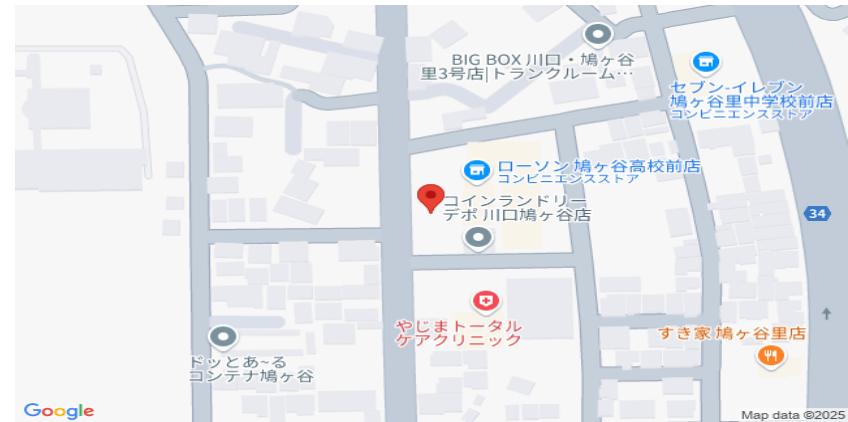 BIG BOX 川口・鳩ヶ谷
里3号店|トランクルーム…
セブン-イレブン
鳩ヶ谷里中学校前店
コンビニエンスストア
ローソン 鳩ヶ谷高校前店
コンビニエンスストア
コインランドリー
デポ 川口鳩ヶ谷店
34
やじまトータル
ケアクリニック
すき家 鳩ヶ谷里店
ドッとあ~る
コンテナ鳩ヶ谷
Google
Map data ©2025